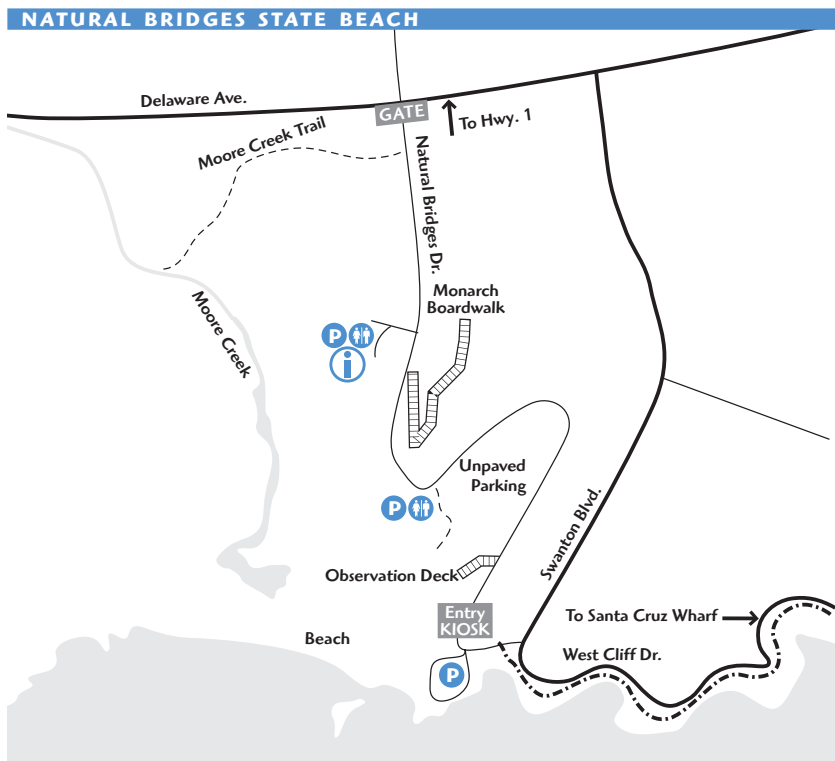 NATURAL BRIDGES STATE BEACH
Delaware Ave.
GATE
To Hwy. 1
Moore Creek Trail
Natural Bridges Dr.
Monarch
Boardwalk
Moore Creek
P
i
Unpaved
Parking
P
Swanton Blvd.
Observation Deck
Entry
KIOSK
To Santa Cruz Wharf
Beach
West Cliff Dr.
P